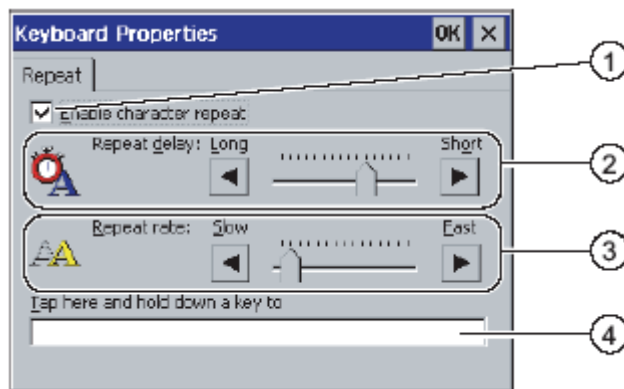 Keyboard Properties OK ×
Repeat
Enable character repeat
Repeat delay: Long Short
Repeat rate: Slow Fast
Tap here and hold down a key to
1
2
3
4